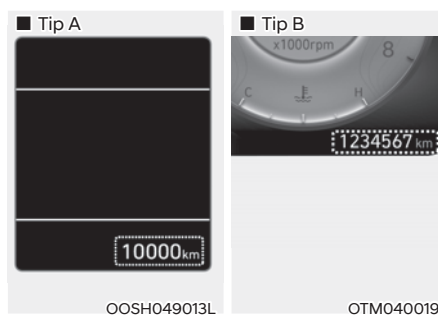 ■ Tip A
10000km
OOSH049013L
■ Tip B
x1000rpm
8
C
H
1234567 km
OTM040019